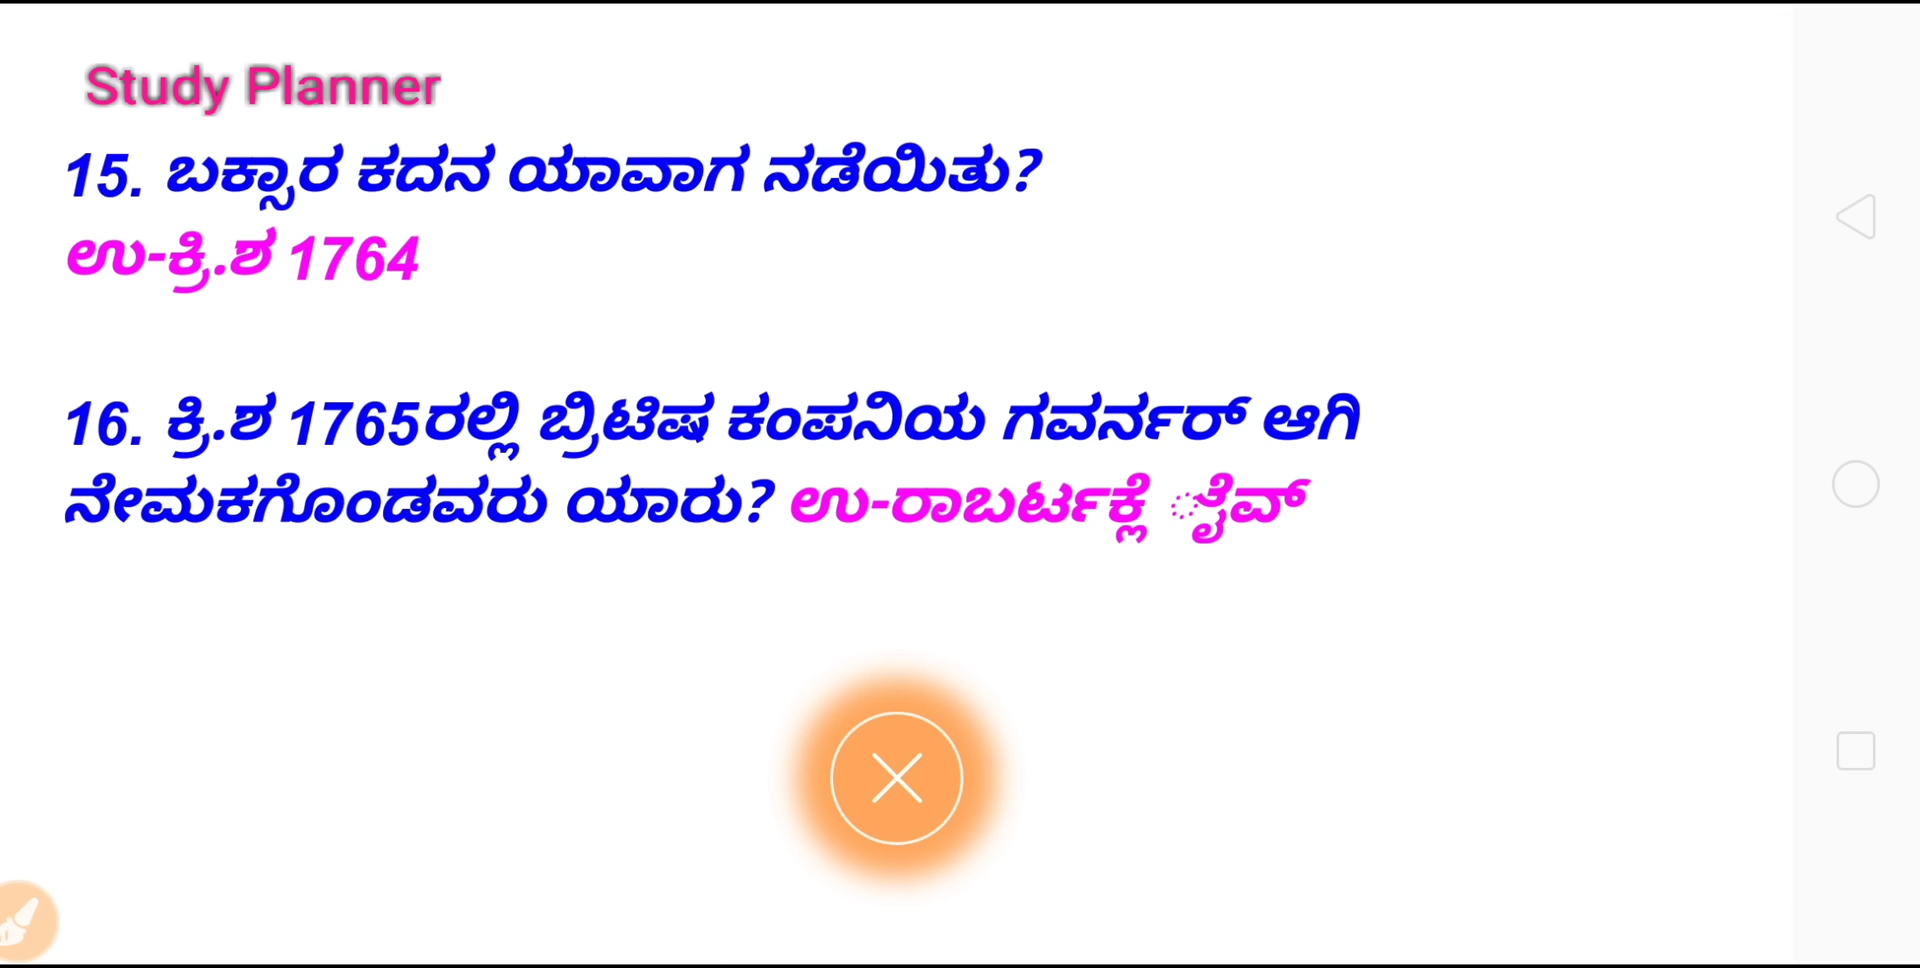 Study Planner
15. ಬಕ್ಸಾರ ಕದನ ಯಾವಾಗ ನಡೆಯಿತು?
ಉ-ಕ್ರಿ.ಶ 1764
16. ಕ್ರಿ.ಶ 1765ರಲ್ಲಿ ಬ್ರಿಟಿಷ ಕಂಪನಿಯ ಗವರ್ನರ್ ಆಗಿ
ನೇಮಕಗೊಂಡವರು ಯಾರು? ಉ-ರಾಬರ್ಟಕ್ಲೆ ೈವ್